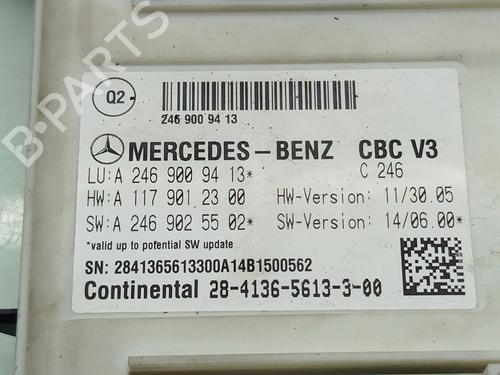 Q2
246 900 94 13
MERCEDES-BENZ CBC V3
LU: A 246 900 94 13* C 246
HW: A 117 901 23 00 HW-Version: 11/30.05
SW: A 246 902 55 02* SW-Version: 14/06.00*
*valid up to potential SW update
SN: 2841365613300A14B1500562
Continental 28-4136-5613-3-00
B-PARTS